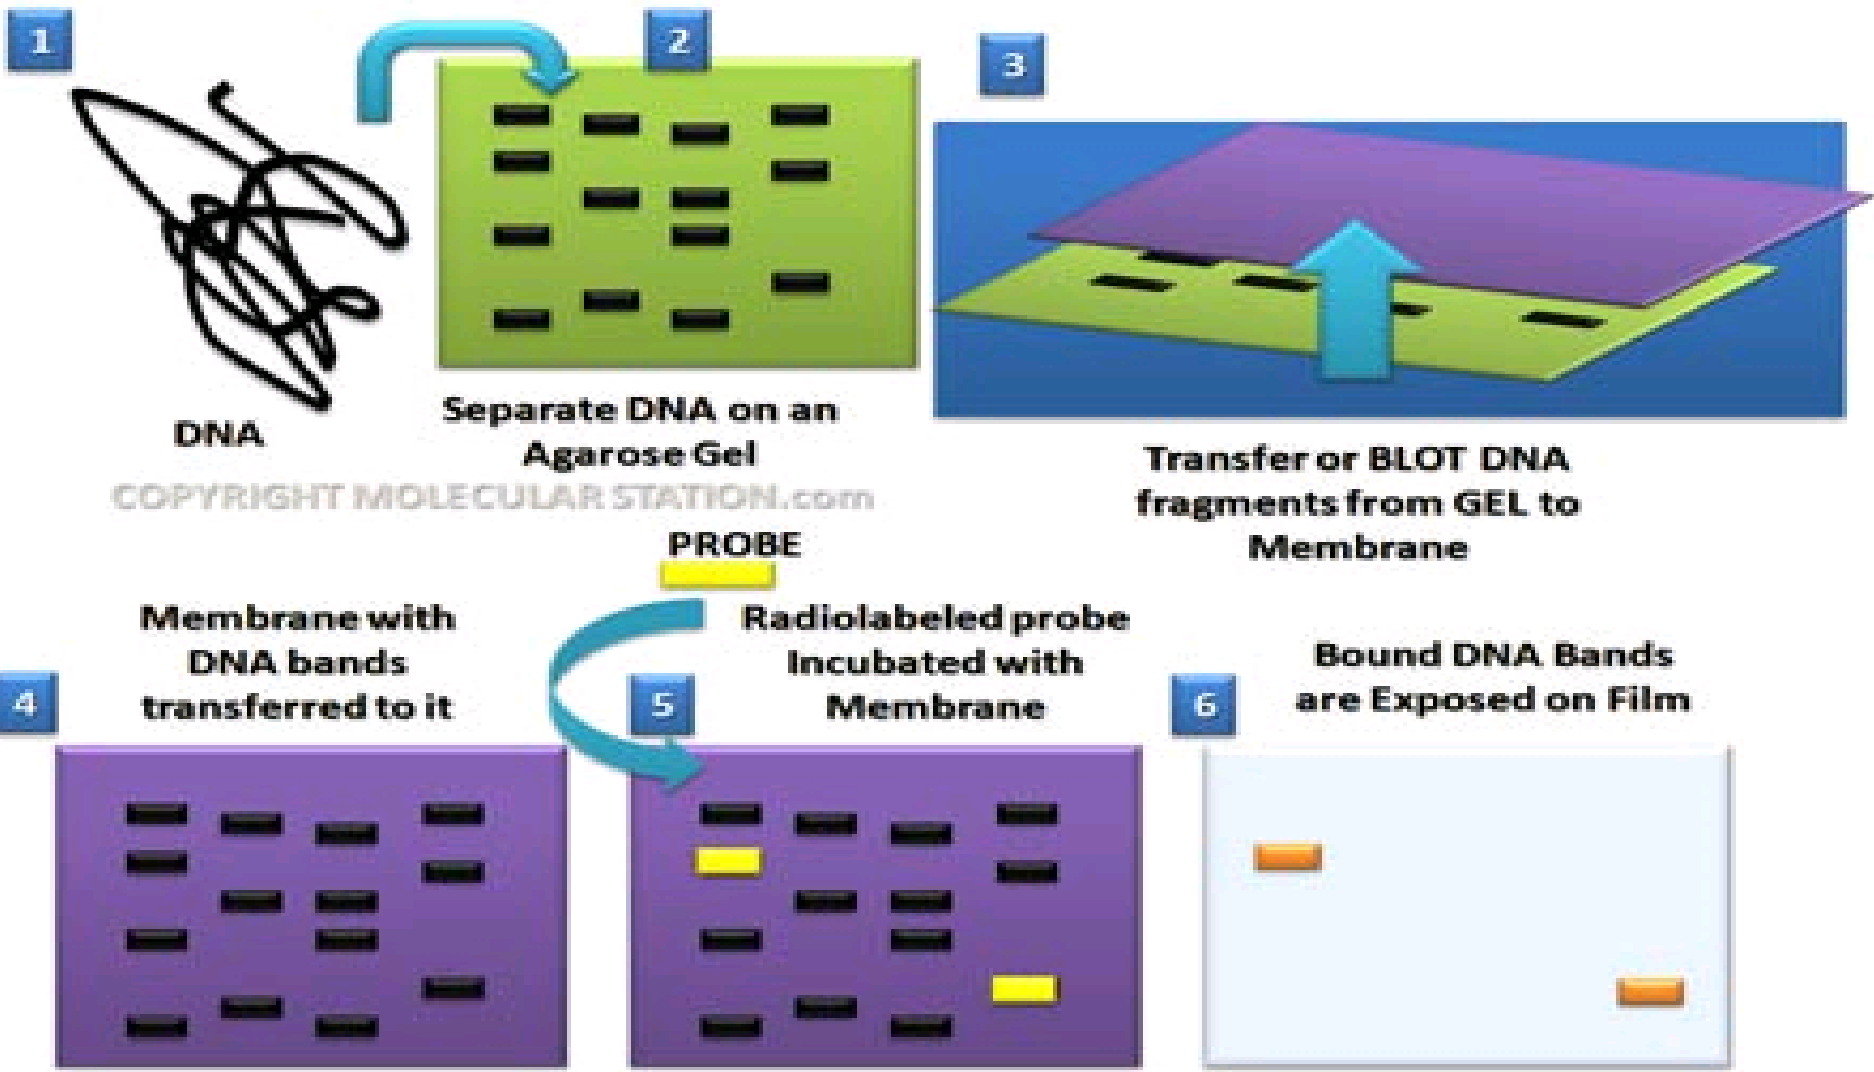 1
DNA
2
Separate DNA on an
Agarose Gel
COPYRIGHT MOLECULAR STATION.com
3
Transfer or BLOT DNA
fragments from GEL to
Membrane
4
Membrane with
DNA bands
transferred to it
PROBE
5
Radiolabeled probe
Incubated with
Membrane
6
Bound DNA Bands
are Exposed on Film